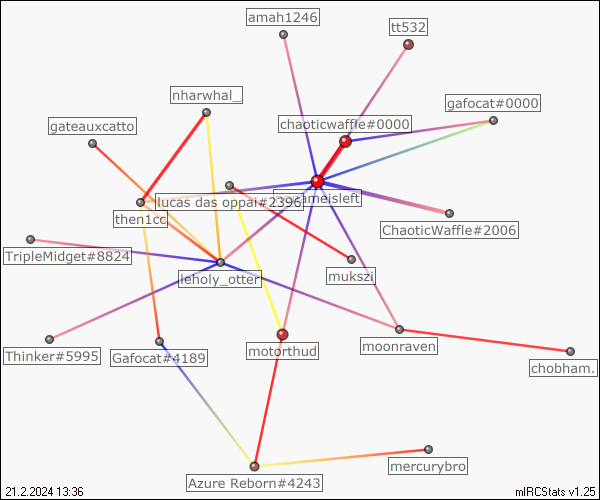 amah1246
tt532
nharwhal_
gafocat#0000
chaoticwaffle#0000
gateauxcatto
lucas das oppai#2396
then1cc
ChaoticWaffle#2006
TripleMidget#8824
leholy_otter
mukszi
Thinker#5995
Gafocat#4189
motorthud
moonraven
chobham.
mercurybro
Azure Reborn#4243
21.2.2024 13:36
mIRCStats v1.25